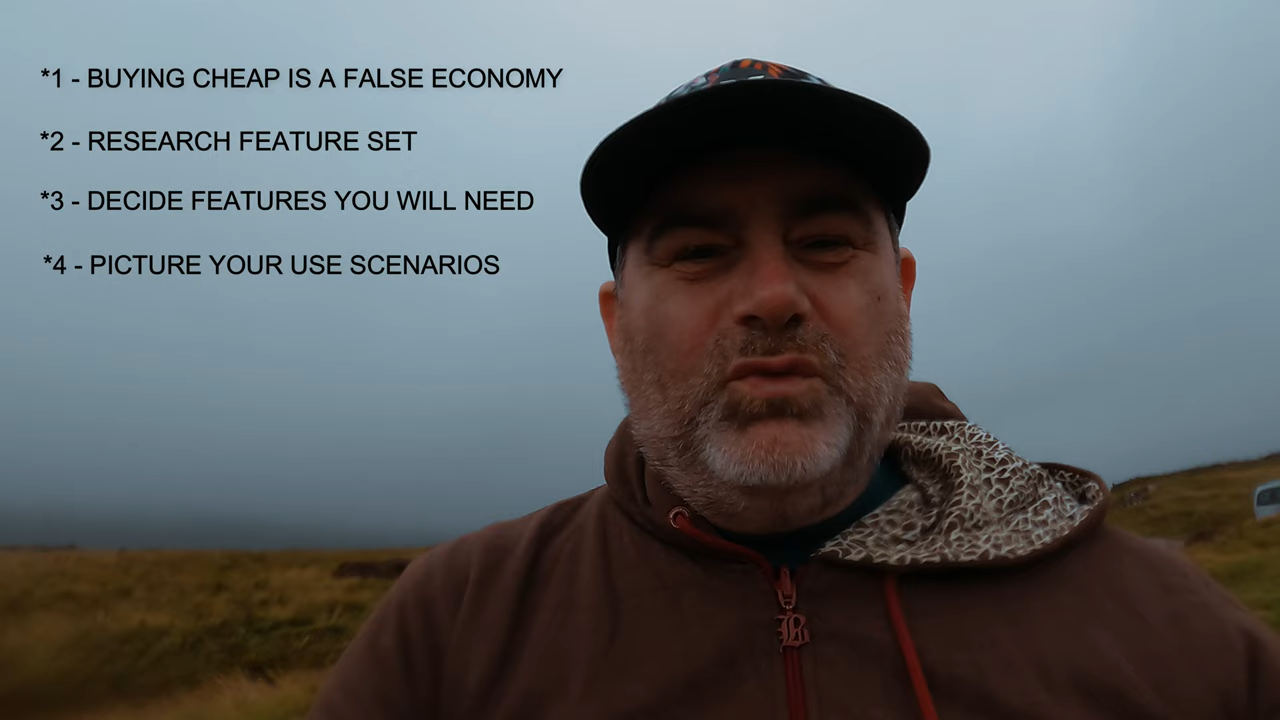 *1 - BUYING CHEAP IS A FALSE ECONOMY
*2 - RESEARCH FEATURE SET
*3 - DECIDE FEATURES YOU WILL NEED
*4 - PICTURE YOUR USE SCENARIOS
B